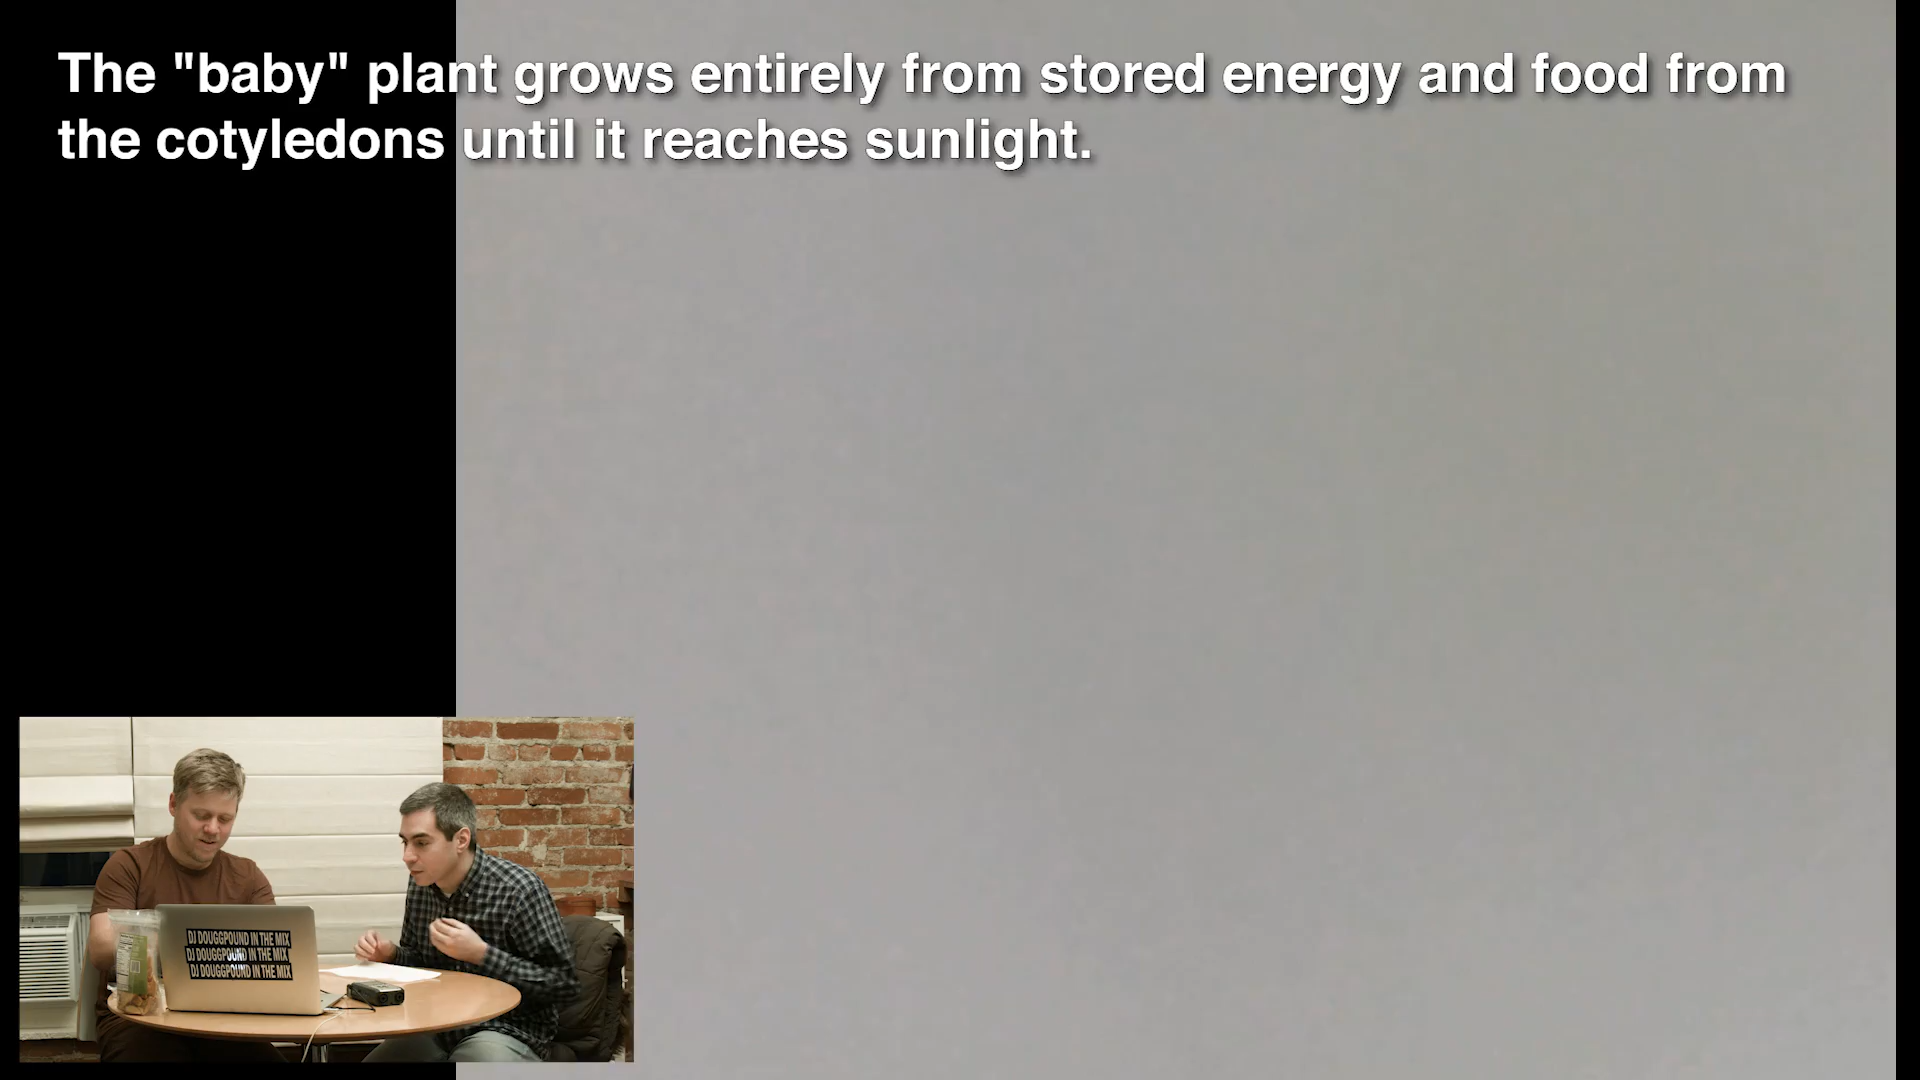 The "baby" plant grows entirely from stored energy and food from
the cotyledons until it reaches sunlight.
DJ DOUGGPOUND IN THE MIX
DJ DOUGGPOUND IN THE MIX
DJ DOUGGPOUND IN THE MIX